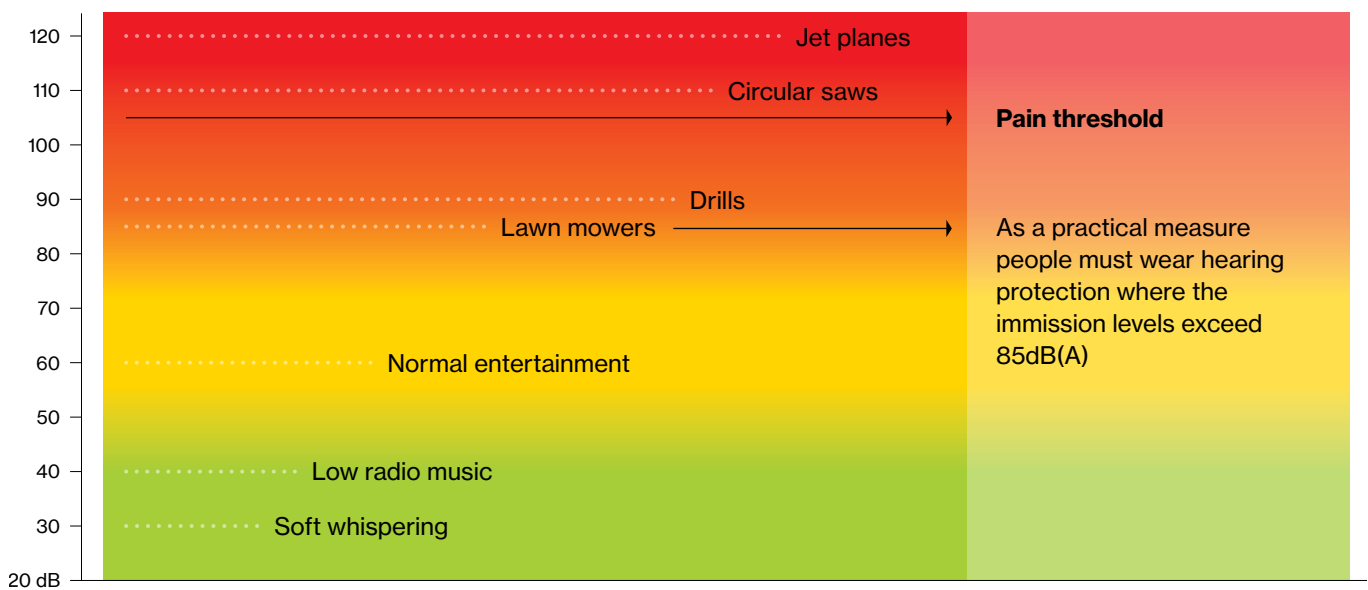 120
Jet planes
110
Circular saws
Pain threshold
100
90
Drills
Lawn mowers
As a practical measure
people must wear hearing
protection where the
immission levels exceed
85dB(A)
80
70
60
Normal entertainment
50
40
Low radio music
30
Soft whispering
20 dB